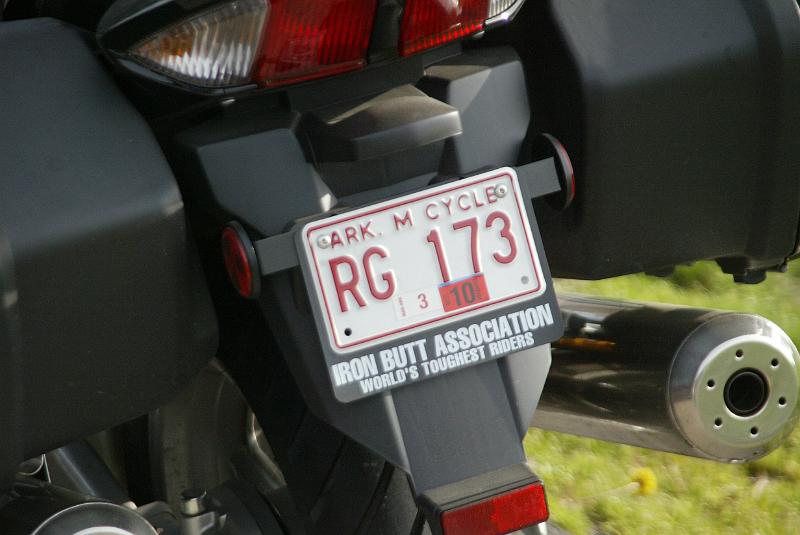 ARK. M CYCLE
RG 173
3 10
IRON BUTT ASSOCIATION
WORLD'S TOUGHEST RIDERS